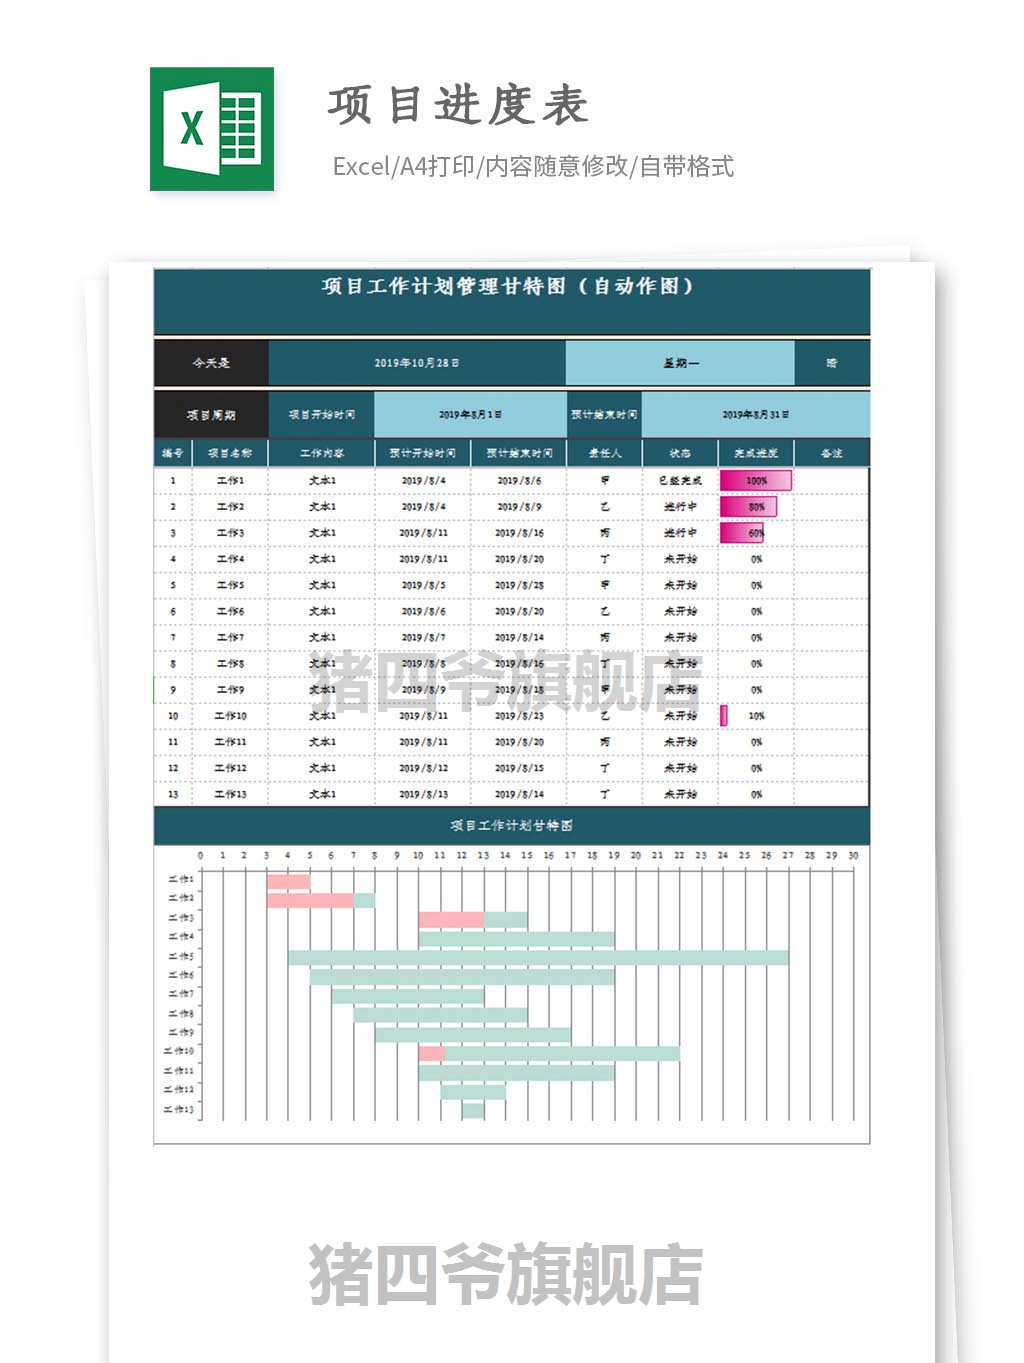 项目进度表
Excel/A4打印/内容随意修改/自带格式
项目工作计划管理甘特图（自动作图）
今天是 2019年10月28日 星期一 晴
项目周期 项目开始时间 2019年8月1日 预计结束时间 2019年8月31日
编号 项目名称 工作内容 预计开始时间 预计结束时间 责任人 状态 完成进度 备注
1 工作1 文本1 2019/8/4 2019/8/6 甲 已经完成 100%
2 工作2 文本1 2019/8/4 2019/8/9 乙 进行中 80%
3 工作3 文本1 2019/8/11 2019/8/16 丙 进行中 60%
4 工作4 文本1 2019/8/11 2019/8/20 丁 未开始 0%
5 工作5 文本1 2019/8/5 2019/8/28 甲 未开始 0%
6 工作6 文本1 2019/8/6 2019/8/20 乙 未开始 0%
7 工作7 文本1 2019/8/7 2019/8/14 丙 未开始 0%
8 工作8 文本1 2019/8/8 2019/8/16 丁 未开始 0%
猪四爷旗舰店
9 工作9 文本1 2019/8/9 2019/8/18 甲 未开始 0%
10 工作10 文本1 2019/8/11 2019/8/23 乙 未开始 10%
11 工作11 文本1 2019/8/11 2019/8/20 丙 未开始 0%
12 工作12 文本1 2019/8/12 2019/8/15 丁 未开始 0%
13 工作13 文本1 2019/8/13 2019/8/14 丁 未开始 0%
项目工作计划甘特图
0 1 2 3 4 5 6 7 8 9 10 11 12 13 14 15 16 17 18 19 20 21 22 23 24 25 26 27 28 29 30
工作1
工作2
工作3
工作4
工作5
工作6
工作7
工作8
工作9
工作10
工作11
工作12
工作13
猪四爷旗舰店